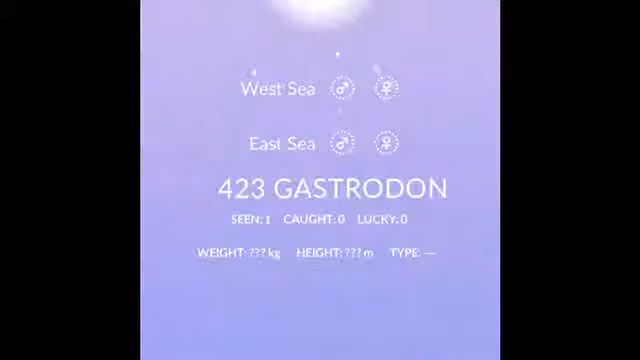 West Sea ♂ ♀
East Sea ♂ ♀
423 GASTRODON
SEEN: 1 CAUGHT: 0 LUCKY: 0
WEIGHT: ??? kg HEIGHT: ??? m TYPE: —